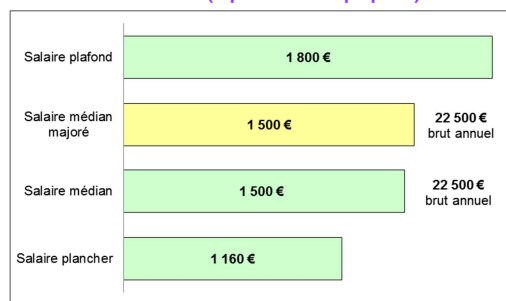 Salaire plafond
1 800 €
Salaire médian
majoré
1 500 €
22 500 €
brut annuel
Salaire médian
1 500 €
22 500 €
brut annuel
Salaire plancher
1 160 €